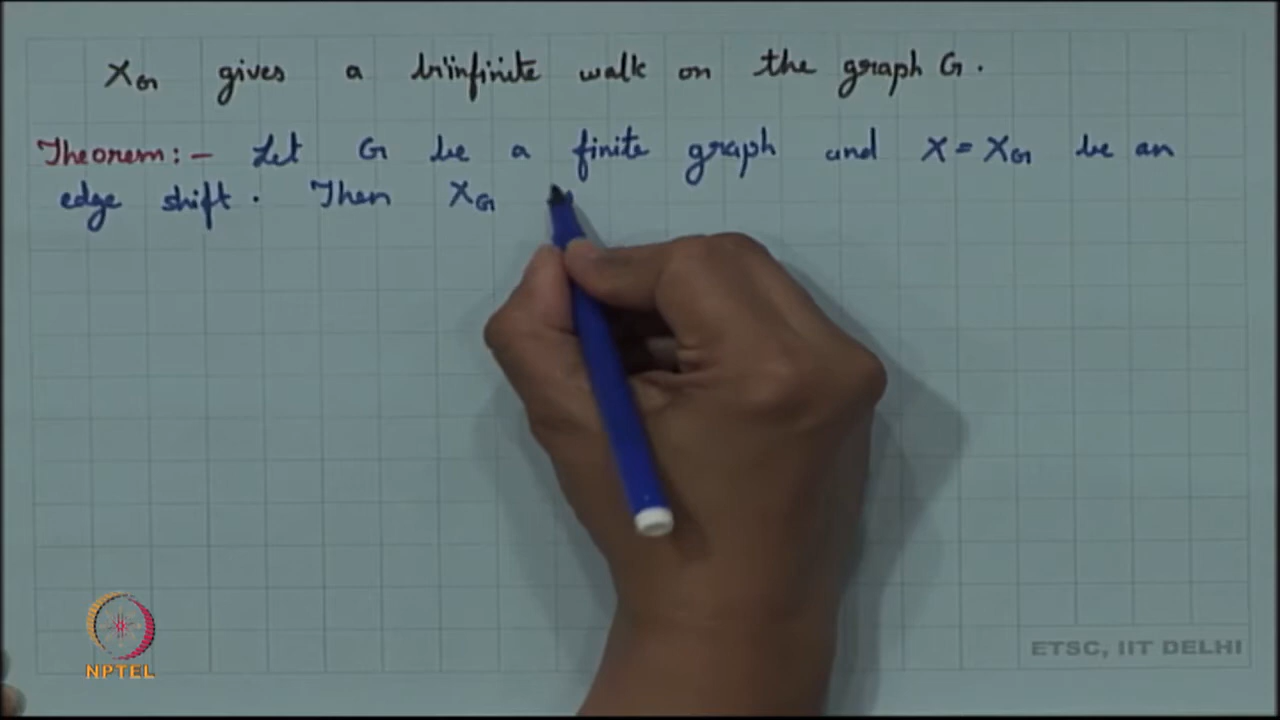 X_G gives a bi-infinite walk on the graph G.
Theorem:- Let G be a finite graph and X = X_G be an
edge shift. Then X_G
NPTEL
ETSC, IIT DELHI